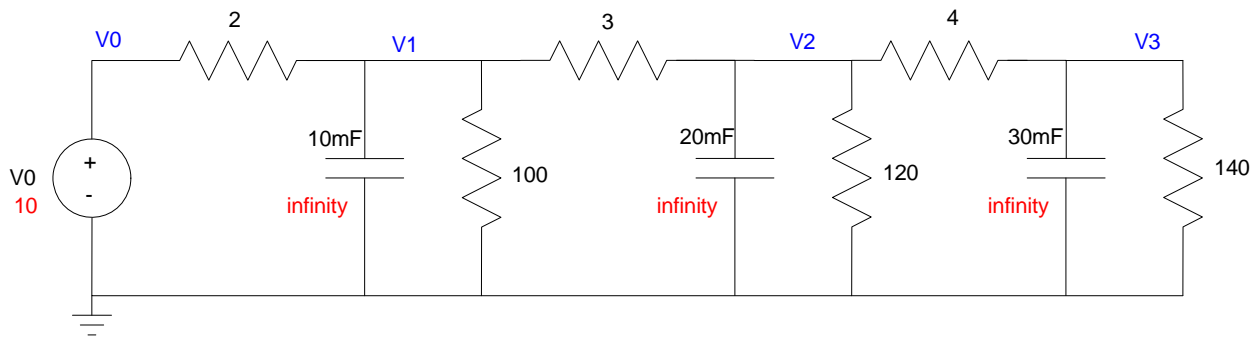 2
3
4
V0
V1
V2
V3
10mF
20mF
30mF
+
-
V0
10
100
120
140
infinity
infinity
infinity